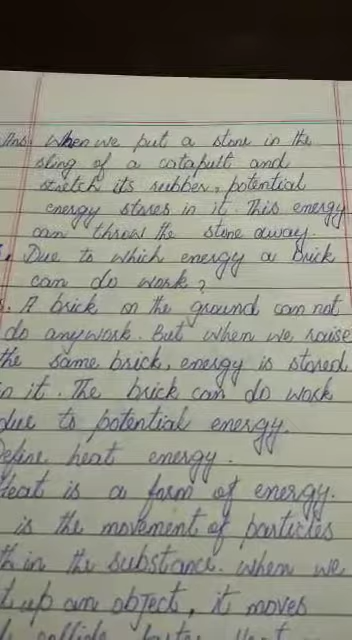 Ans. When we put a stone in the
sling of a catapult and
stretch its rubber, potential
energy stores in it. This energy
can throw the stone away.
Due to which energy a brick
can do work?
A brick on the ground can not
do any work. But when we raise
the same brick, energy is stored
in it. The brick can do work
due to potential energy.
Define heat energy.
Heat is a form of energy.
is the movement of particles
in the substance. When we
up an object, it moves